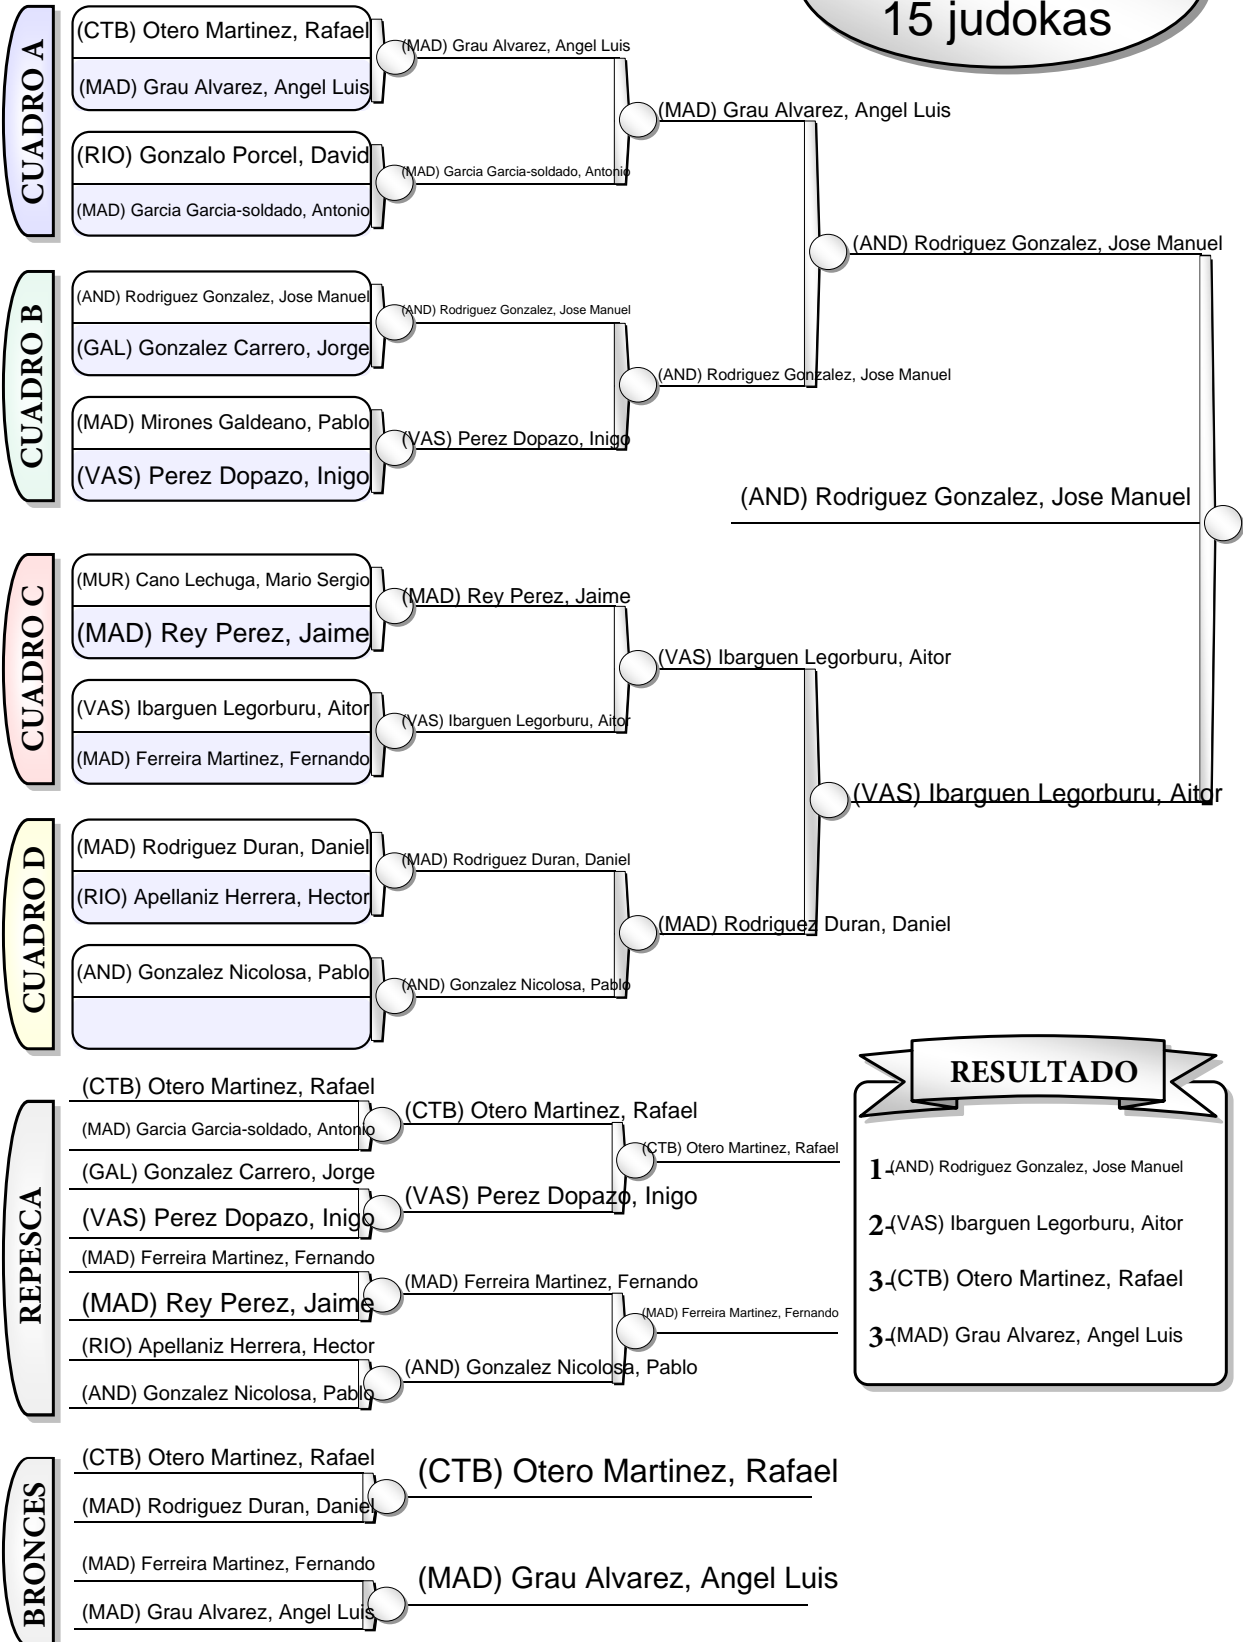 15 judokas
CUADRO A
(CTB) Otero Martinez, Rafael
(MAD) Grau Alvarez, Angel Luis
(RIO) Gonzalo Porcel, David
(MAD) Garcia Garcia-soldado, Antonio
(MAD) Grau Alvarez, Angel Luis
(MAD) Garcia Garcia-soldado, Antonio
(MAD) Grau Alvarez, Angel Luis
CUADRO B
(AND) Rodriguez Gonzalez, Jose Manuel
(GAL) Gonzalez Carrero, Jorge
(MAD) Mirones Galdeano, Pablo
(VAS) Perez Dopazo, Inigo
(AND) Rodriguez Gonzalez, Jose Manuel
(VAS) Perez Dopazo, Inigo
(AND) Rodriguez Gonzalez, Jose Manuel
(AND) Rodriguez Gonzalez, Jose Manuel
(AND) Rodriguez Gonzalez, Jose Manuel
CUADRO C
(MUR) Cano Lechuga, Mario Sergio
(MAD) Rey Perez, Jaime
(VAS) Ibarguen Legorburu, Aitor
(MAD) Ferreira Martinez, Fernando
(MAD) Rey Perez, Jaime
(VAS) Ibarguen Legorburu, Aitor
(VAS) Ibarguen Legorburu, Aitor
CUADRO D
(MAD) Rodriguez Duran, Daniel
(RIO) Apellaniz Herrera, Hector
(AND) Gonzalez Nicolosa, Pablo
(MAD) Rodriguez Duran, Daniel
(AND) Gonzalez Nicolosa, Pablo
(MAD) Rodriguez Duran, Daniel
(VAS) Ibarguen Legorburu, Aitor
REPESCA
(CTB) Otero Martinez, Rafael
(MAD) Garcia Garcia-soldado, Antonio
(GAL) Gonzalez Carrero, Jorge
(VAS) Perez Dopazo, Inigo
(MAD) Ferreira Martinez, Fernando
(MAD) Rey Perez, Jaime
(RIO) Apellaniz Herrera, Hector
(AND) Gonzalez Nicolosa, Pablo
(CTB) Otero Martinez, Rafael
(VAS) Perez Dopazo, Inigo
(MAD) Ferreira Martinez, Fernando
(AND) Gonzalez Nicolosa, Pablo
(CTB) Otero Martinez, Rafael
(MAD) Ferreira Martinez, Fernando
RESULTADO
1-(AND) Rodriguez Gonzalez, Jose Manuel
2-(VAS) Ibarguen Legorburu, Aitor
3-(CTB) Otero Martinez, Rafael
3-(MAD) Grau Alvarez, Angel Luis
BRONCES
(CTB) Otero Martinez, Rafael
(MAD) Rodriguez Duran, Daniel
(MAD) Ferreira Martinez, Fernando
(MAD) Grau Alvarez, Angel Luis
(CTB) Otero Martinez, Rafael
(MAD) Grau Alvarez, Angel Luis